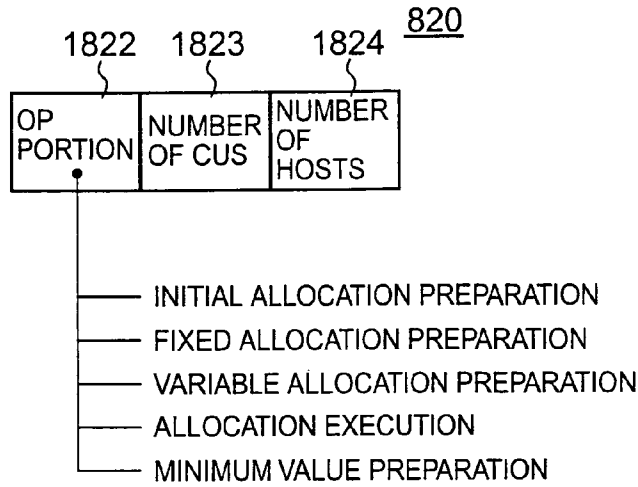 820
1822 1823 1824
OP PORTION
NUMBER OF CUS
NUMBER OF HOSTS
INITIAL ALLOCATION PREPARATION
FIXED ALLOCATION PREPARATION
VARIABLE ALLOCATION PREPARATION
ALLOCATION EXECUTION
MINIMUM VALUE PREPARATION